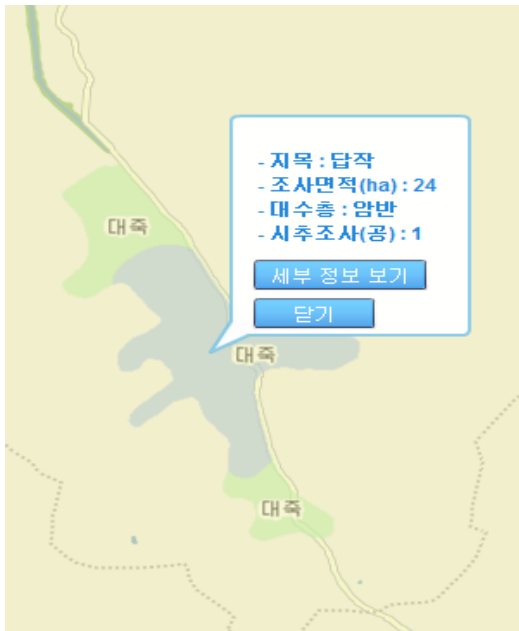 - 지목 : 답작
- 조사면적(ha) : 24
- 대수층 : 암반
- 시추조사(공) : 1
세부 정보 보기
닫기
대죽
대죽
대죽